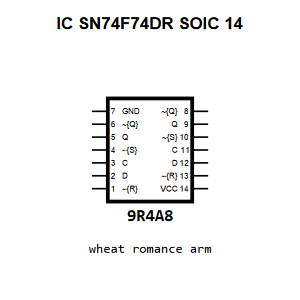 IC SN74F74DR SOIC 14
7 GND ~{Q} 8
6 ~{Q} Q 9
5 Q ~{S} 10
4 ~{S} C 11
3 C D 12
2 D ~{R} 13
1 ~{R} VCC 14
9R4A8
wheat romance arm